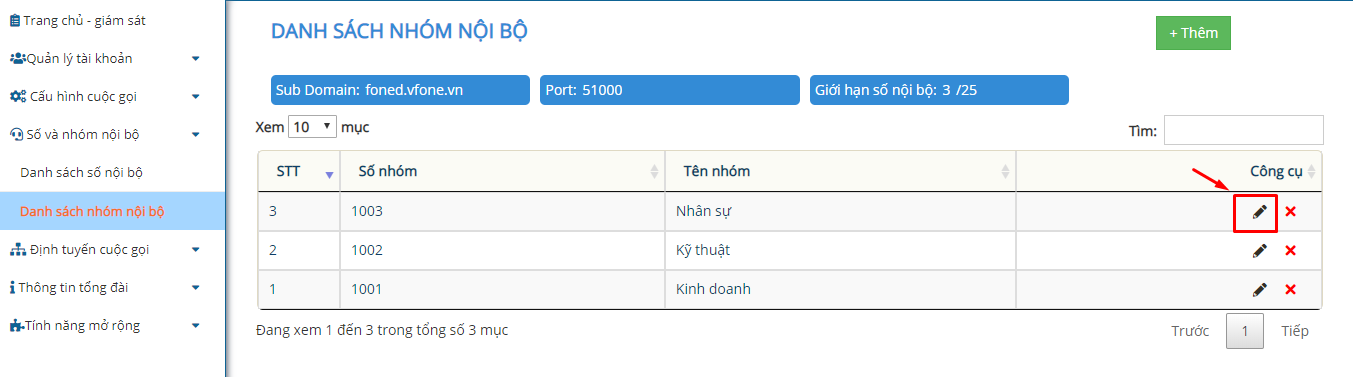 Trang chủ - giám sát
Quản lý tài khoản
Cấu hình cuộc gọi
Số và nhóm nội bộ
Danh sách số nội bộ
Danh sách nhóm nội bộ
Định tuyến cuộc gọi
Thông tin tổng đài
Tính năng mở rộng
DANH SÁCH NHÓM NỘI BỘ
+ Thêm
Sub Domain: foned.vfone.vn
Port: 51000
Giới hạn số nội bộ: 3 /25
Xem 10 mục
Tìm:
STT Số nhóm Tên nhóm Công cụ
3 1003 Nhân sự
2 1002 Kỹ thuật
1 1001 Kinh doanh
Đang xem 1 đến 3 trong tổng số 3 mục
Trước 1 Tiếp